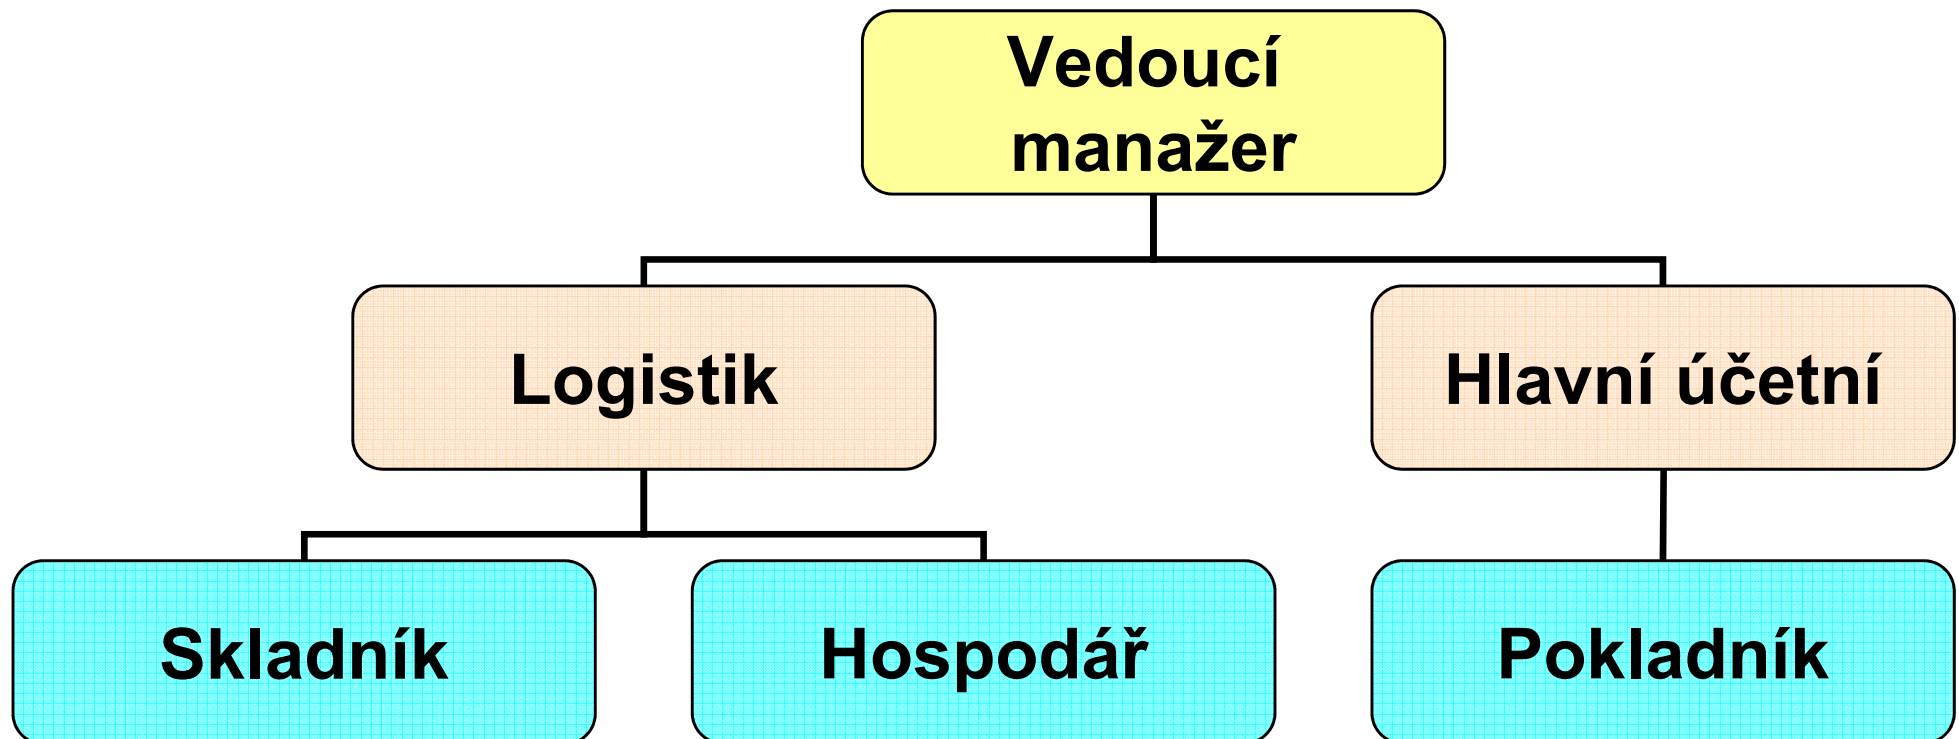 Vedoucí
manažer
Logistik
Hlavní účetní
Skladník
Hospodář
Pokladník